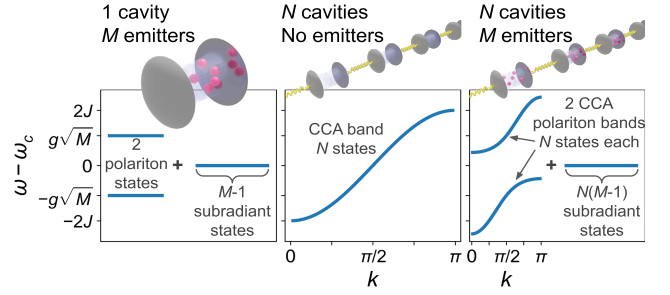 1 cavity
M emitters
N cavities
No emitters
N cavities
M emitters
ω − ω_c
2J
g√M
0
−g√M
−2J
2
polariton
states
+
M-1
subradiant
states
CCA band
N states
0
π/2
π
k
2 CCA
polariton bands
N states each
+
N(M-1)
subradiant
states
0
π/2
π
k